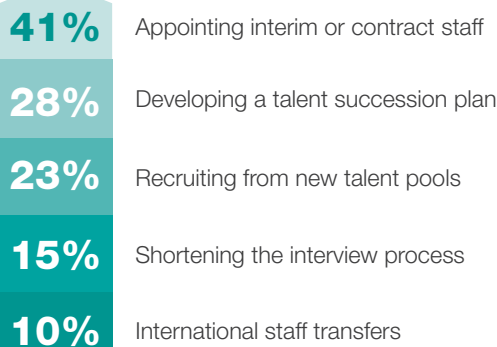 41% Appointing interim or contract staff
28% Developing a talent succession plan
23% Recruiting from new talent pools
15% Shortening the interview process
10% International staff transfers